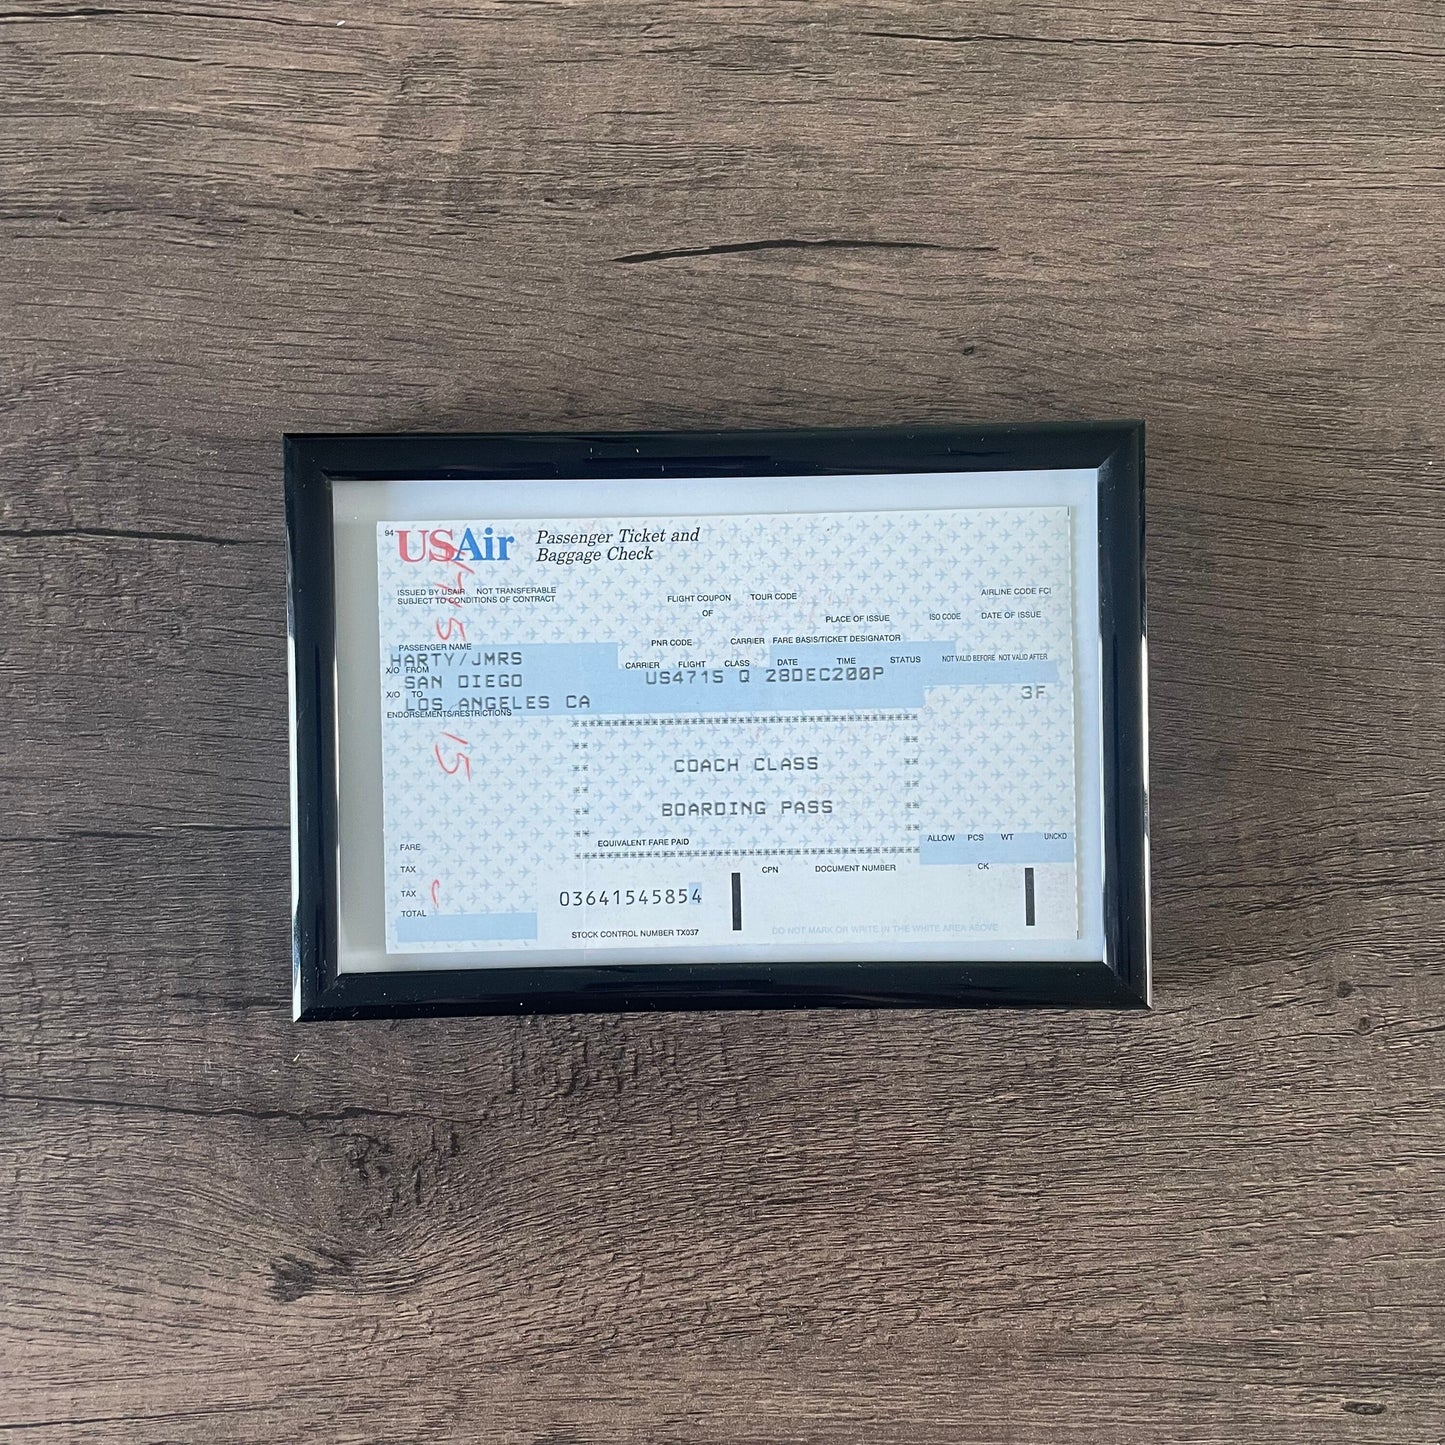 94 USAir Passenger Ticket and
Baggage Check
4715
ISSUED BY USAIR NOT TRANSFERABLE
SUBJECT TO CONDITIONS OF CONTRACT
FLIGHT COUPON TOUR CODE AIRLINE CODE FCI
OF
PLACE OF ISSUE ISO CODE DATE OF ISSUE
PNR CODE CARRIER FARE BASIS/TICKET DESIGNATOR
PASSENGER NAME
HARTY/JMRS
CARRIER FLIGHT CLASS DATE TIME STATUS NOT VALID BEFORE NOT VALID AFTER
X/O FROM
SAN DIEGO US4715 Q 28DEC200P
X/O TO
LOS ANGELES CA 3F
ENDORSEMENTS/RESTRICTIONS
15
COACH CLASS
BOARDING PASS
ALLOW PCS WT UNCKD
FARE EQUIVALENT FARE PAID
TAX CPN DOCUMENT NUMBER CK
TAX 03641545854
TOTAL
STOCK CONTROL NUMBER TX037 DO NOT MARK OR WRITE IN THE WHITE AREA ABOVE